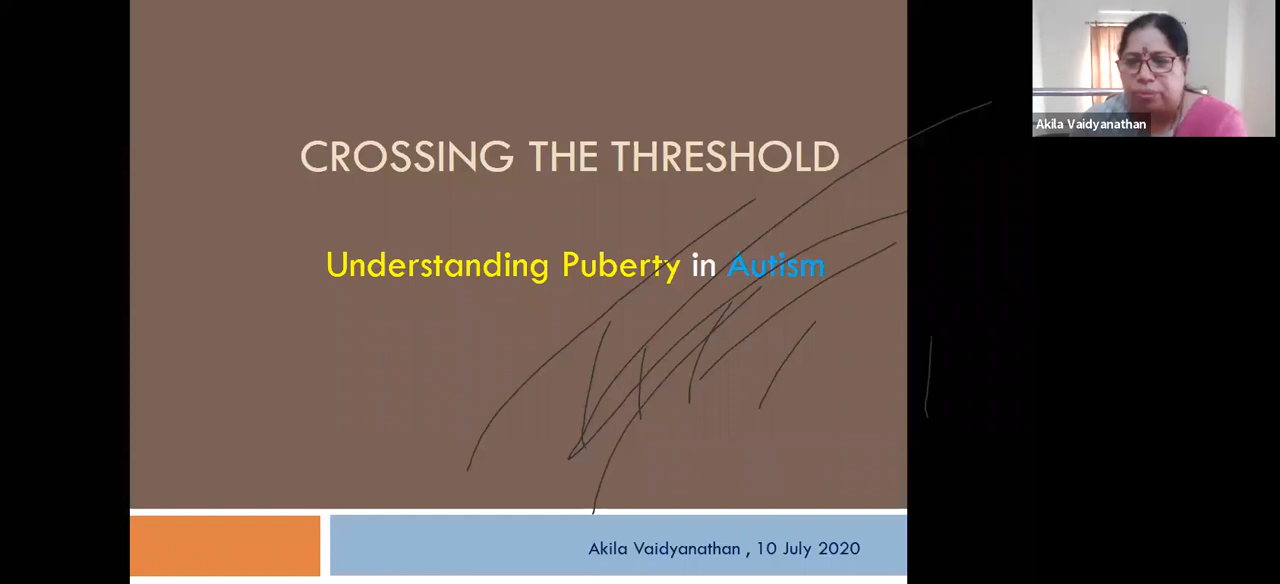 CROSSING THE THRESHOLD
Understanding Puberty in Autism
Akila Vaidyanathan , 10 July 2020
Akila Vaidyanathan